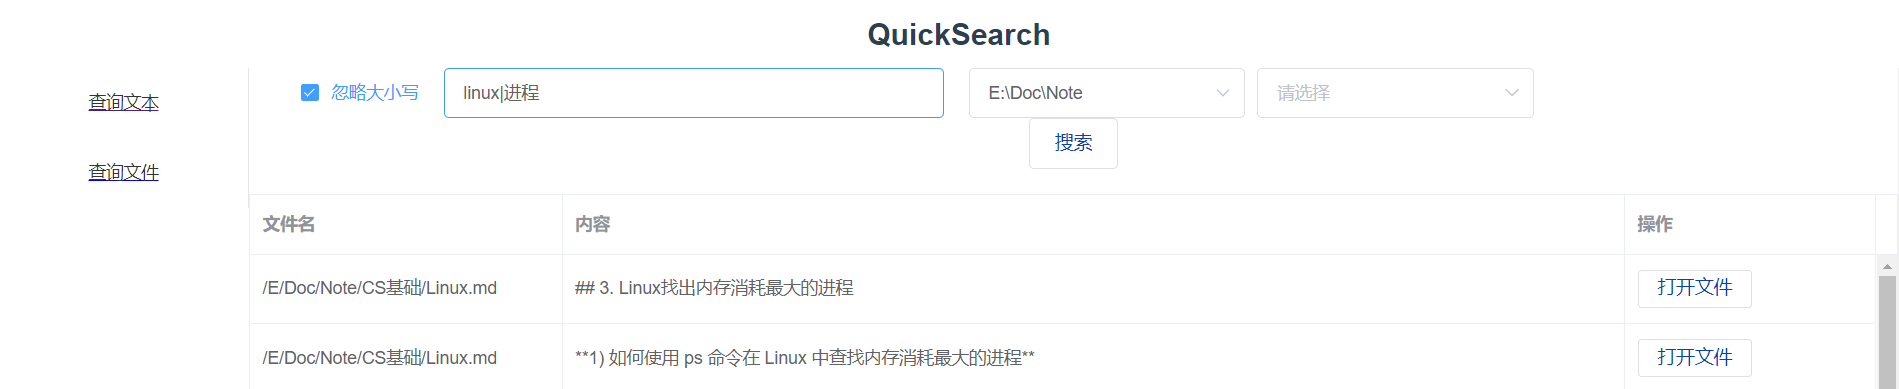 QuickSearch
查询文本
查询文件
忽略大小写
linux|进程
E:\Doc\Note
请选择
搜索
文件名 内容 操作
/E/Doc/Note/CS基础/Linux.md ## 3. Linux找出内存消耗最大的进程 打开文件
/E/Doc/Note/CS基础/Linux.md **1) 如何使用 ps 命令在 Linux 中查找内存消耗最大的进程** 打开文件